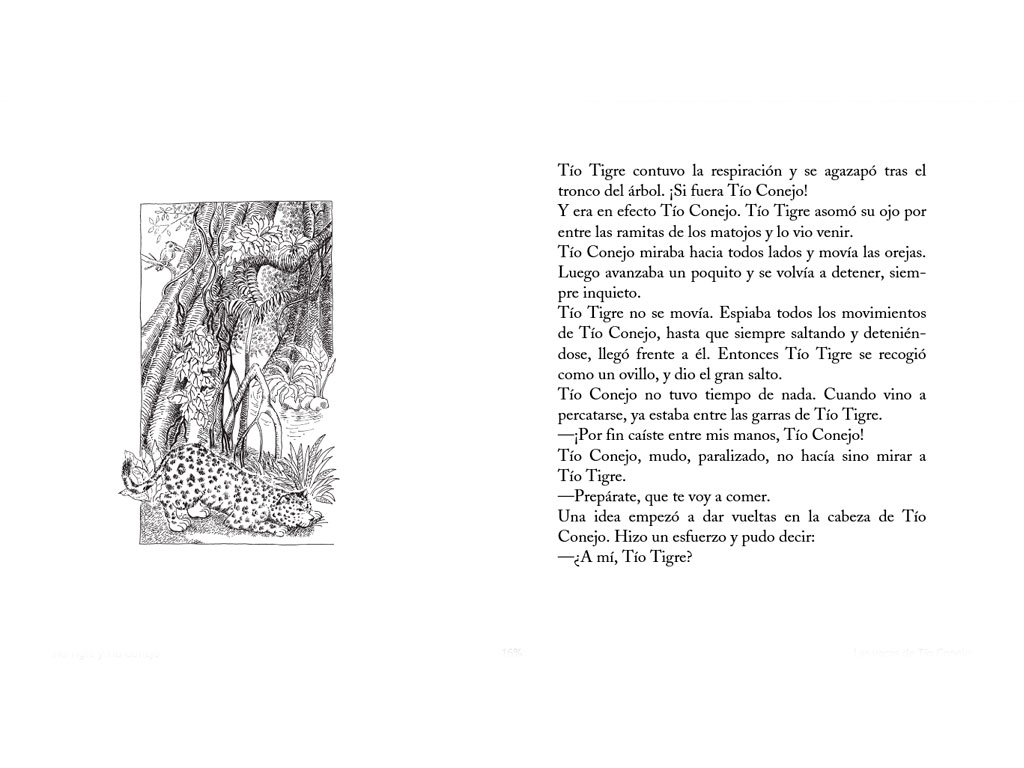 Tío Tigre contuvo la respiración y se agazapó tras el
tronco del árbol. ¡Si fuera Tío Conejo!
Y era en efecto Tío Conejo. Tío Tigre asomó su ojo por
entre las ramitas de los matojos y lo vio venir.
Tío Conejo miraba hacia todos lados y movía las orejas.
Luego avanzaba un poquito y se volvía a detener, siem-
pre inquieto.
Tío Tigre no se movía. Espiaba todos los movimientos
de Tío Conejo, hasta que siempre saltando y detenién-
dose, llegó frente a él. Entonces Tío Tigre se recogió
como un ovillo, y dio el gran salto.
Tío Conejo no tuvo tiempo de nada. Cuando vino a
percatarse, ya estaba entre las garras de Tío Tigre.
—¡Por fin caíste entre mis manos, Tío Conejo!
Tío Conejo, mudo, paralizado, no hacía sino mirar a
Tío Tigre.
—Prepárate, que te voy a comer.
Una idea empezó a dar vueltas en la cabeza de Tío
Conejo. Hizo un esfuerzo y pudo decir:
—¿A mí, Tío Tigre?